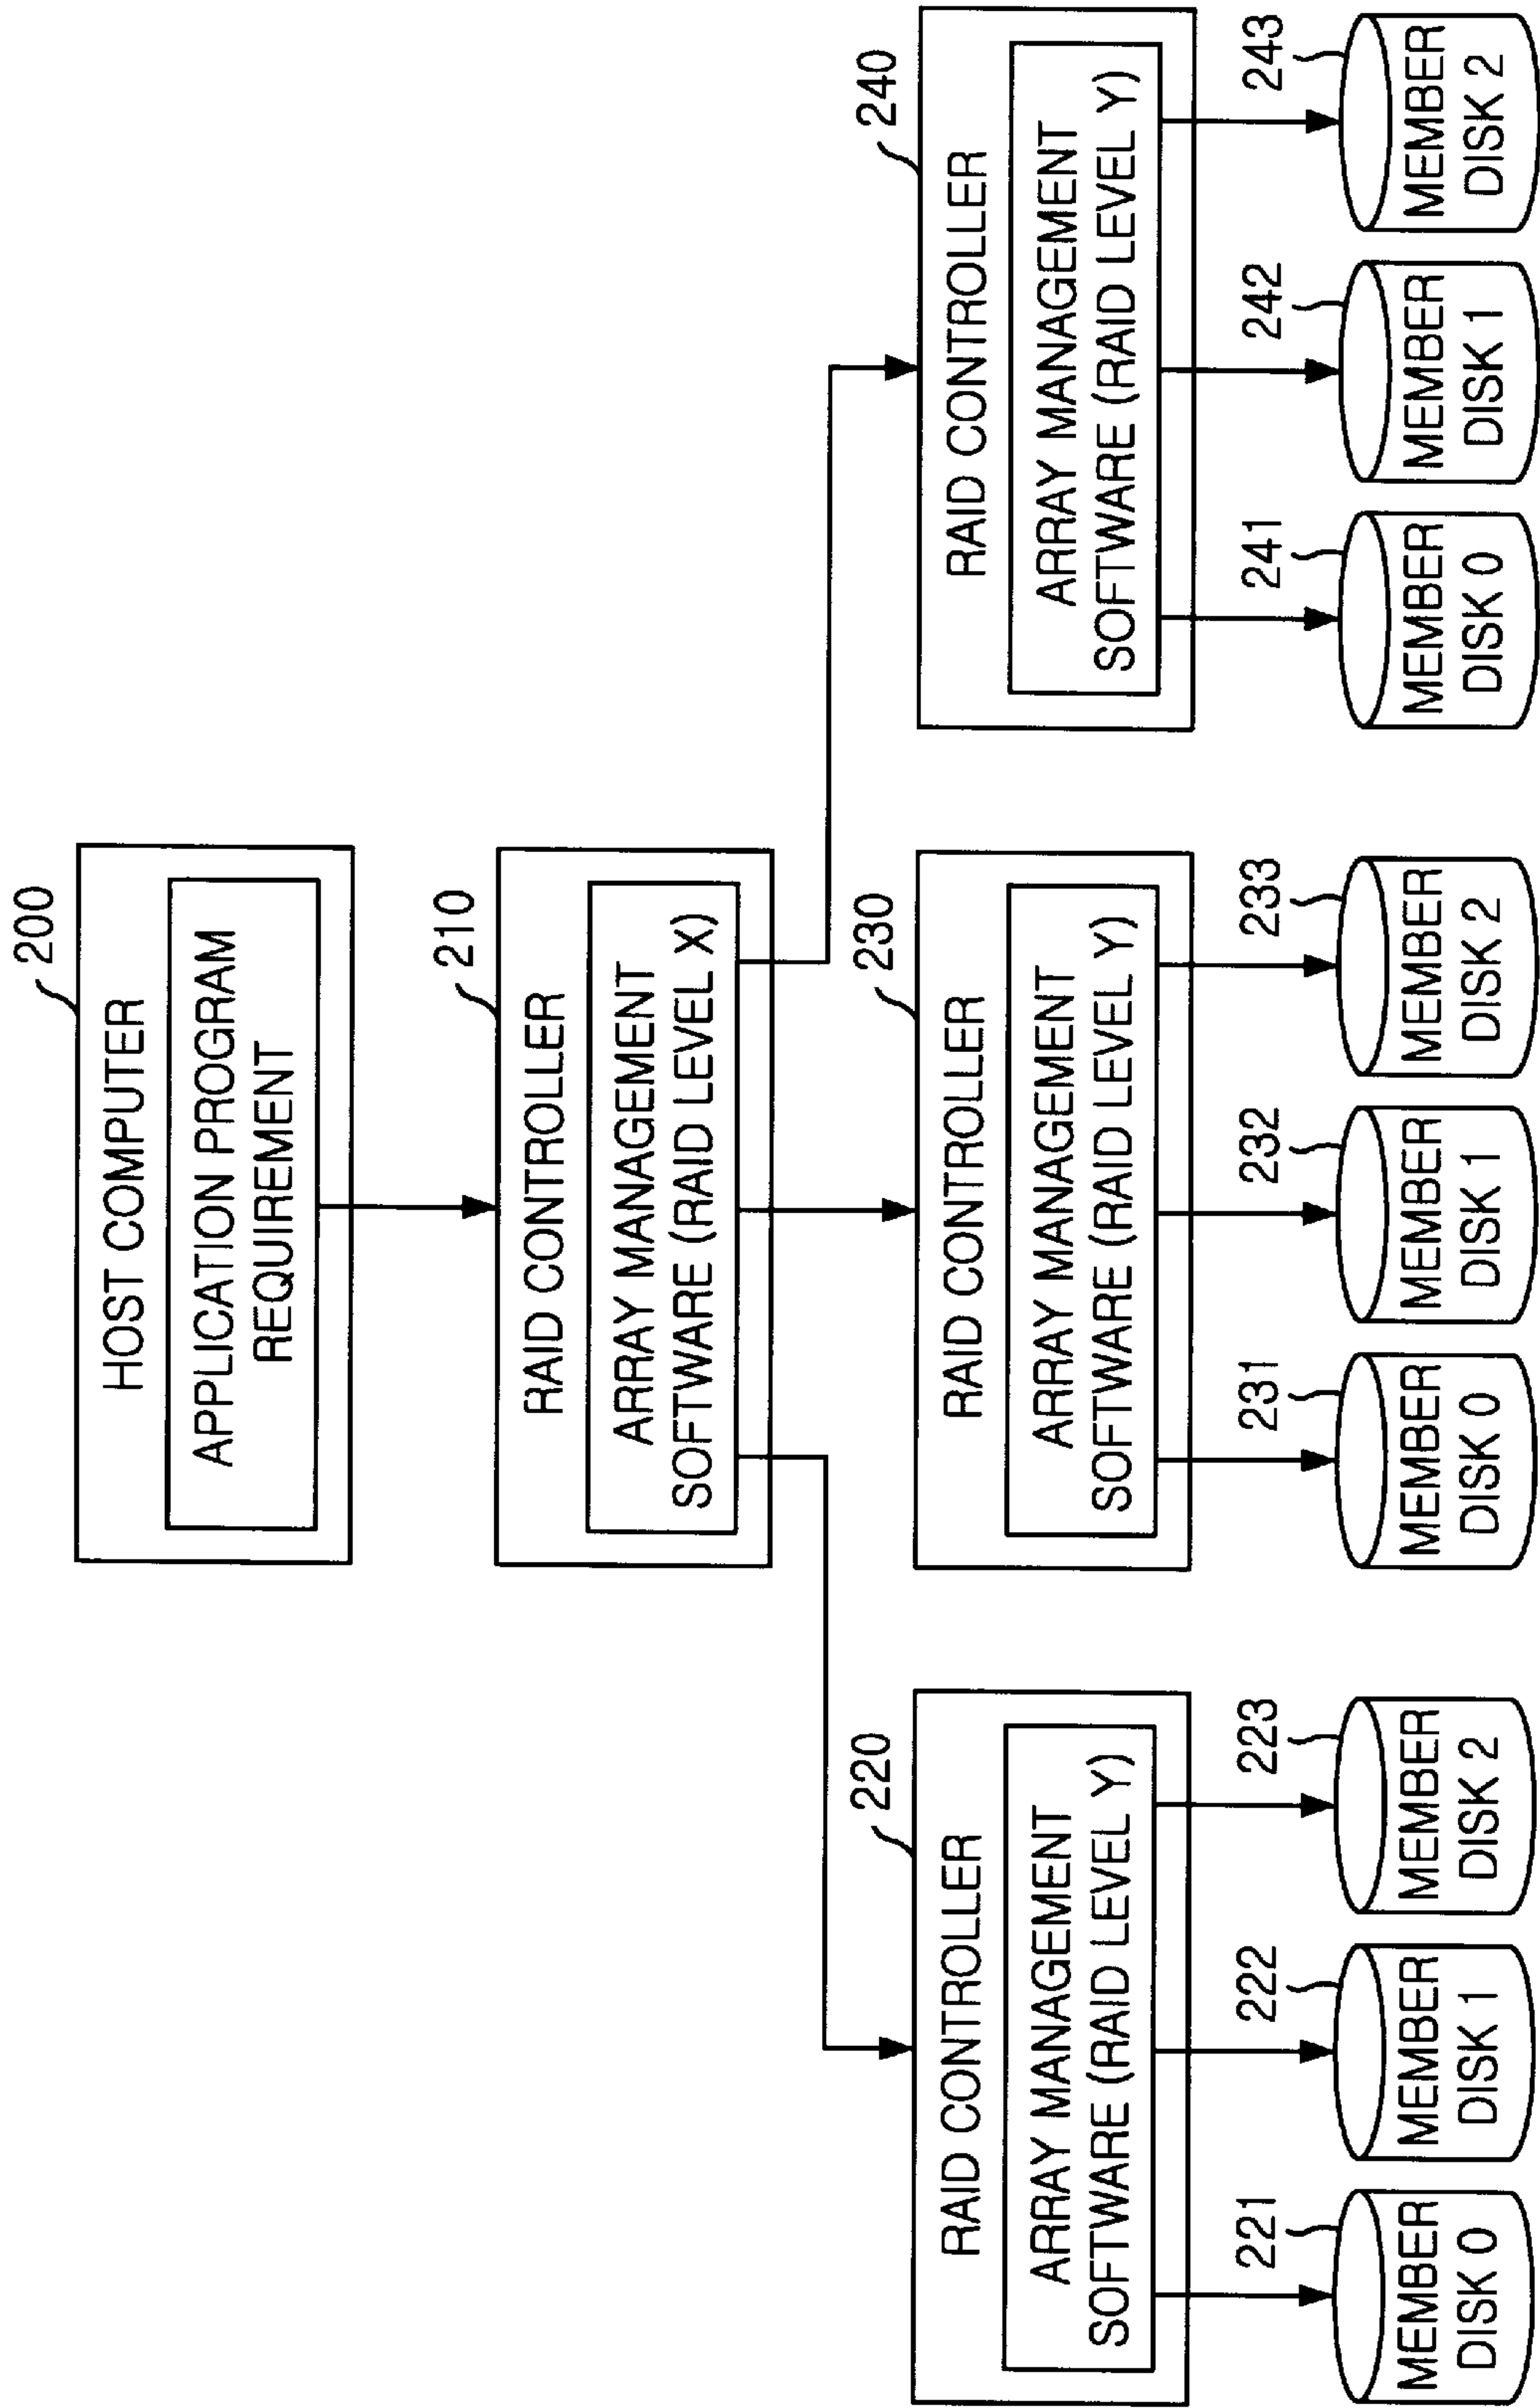 200
HOST COMPUTER
APPLICATION PROGRAM
REQUIREMENT
210
RAID CONTROLLER
ARRAY MANAGEMENT
SOFTWARE (RAID LEVEL X)
220
RAID CONTROLLER
ARRAY MANAGEMENT
SOFTWARE (RAID LEVEL Y)
221
MEMBER
DISK 0
222
MEMBER
DISK 1
223
MEMBER
DISK 2
230
RAID CONTROLLER
ARRAY MANAGEMENT
SOFTWARE (RAID LEVEL Y)
231
MEMBER
DISK 0
232
MEMBER
DISK 1
233
MEMBER
DISK 2
240
RAID CONTROLLER
ARRAY MANAGEMENT
SOFTWARE (RAID LEVEL Y)
241
MEMBER
DISK 0
242
MEMBER
DISK 1
243
MEMBER
DISK 2